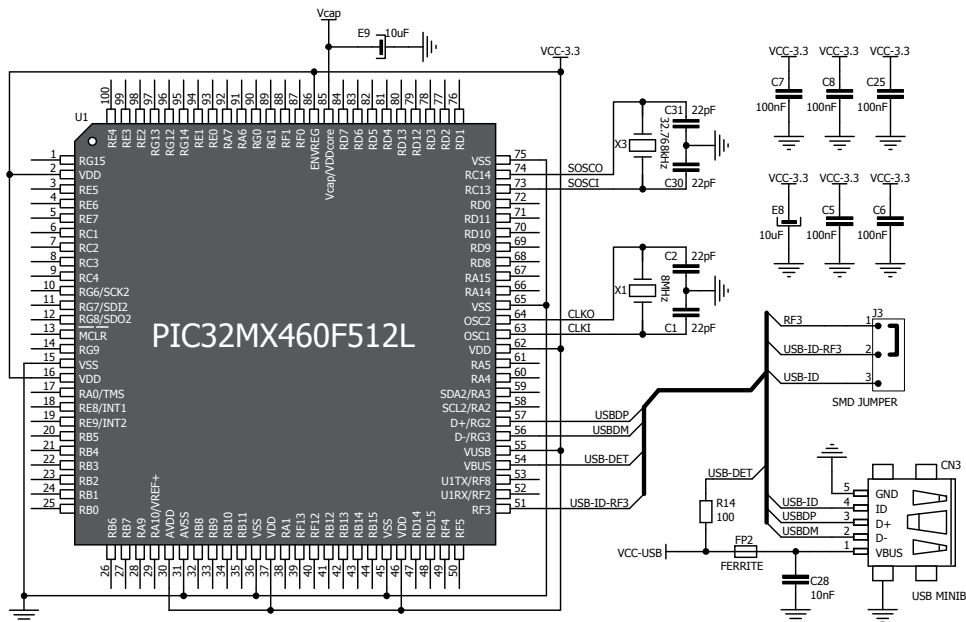 Vcap
E9 10uF
VCC-3.3
100 99 98 97 96 95 94 93 92 91 90 89 88 87 86 85 84 83 82 81 80 79 78 77 76
U1
RE4 RE3 RE2 RG13 RG12 RG14 RE1 RE0 RA7 RA6 RG0 RG1 RF1 RF0 ENVREG Vcap/VDDcore RD7 RD6 RD5 RD4 RD13 RD12 RD3 RD2 RD1
1 RG15
2 VDD
3 RE5
4 RE6
5 RE7
6 RC1
7 RC2
8 RC3
9 RC4
10 RG6/SCK2
11 RG7/SDI2
12 RG8/SDO2
13 MCLR
14 RG9
15 VSS
16 VDD
17 RA0/TMS
18 RE8/INT1
19 RE9/INT2
20 RB5
21 RB4
22 RB3
23 RB2
24 RB1
25 RB0
PIC32MX460F512L
VSS 75
RC14 74 SOSCO
RC13 73 SOSCI
RD0 72
RD11 71
RD10 70
RD9 69
RD8 68
RA15 67
RA14 66
VSS 65
OSC2 64 CLKO
OSC1 63 CLKI
VDD 62
RA5 61
RA4 60
SDA2/RA3 59
SCL2/RA2 58
D+/RG2 57 USBDP
D-/RG3 56 USBDM
VUSB 55
VBUS 54 USB-DET
U1TX/RF8 53
U1RX/RF2 52
RF3 51 USB-ID-RF3
RB6 RB7 RA9 RA10/VREF+ AVDD AVSS RB8 RB9 RB10 RB11 VSS VDD RA1 RF13 RF12 RB12 RB13 RB14 RB15 VSS VDD RD14 RD15 RF4 RF5
26 27 28 29 30 31 32 33 34 35 36 37 38 39 40 41 42 43 44 45 46 47 48 49 50
C31 22pF
X3 32.768KHz
C30 22pF
C2 22pF
X1 8MHz
C1 22pF
VCC-3.3 VCC-3.3 VCC-3.3
C7 C8 C25
100nF 100nF 100nF
VCC-3.3 VCC-3.3 VCC-3.3
E8 C5 C6
10uF 100nF 100nF
J3
RF3 1
USB-ID-RF3 2
USB-ID 3
SMD JUMPER
CN3
USB-DET
5 GND
USB-ID 4 ID
USBDP 3 D+
USBDM 2 D-
1 VBUS
R14
100
VCC-USB
FP2
FERRITE
C28
10nF
USB MINIB